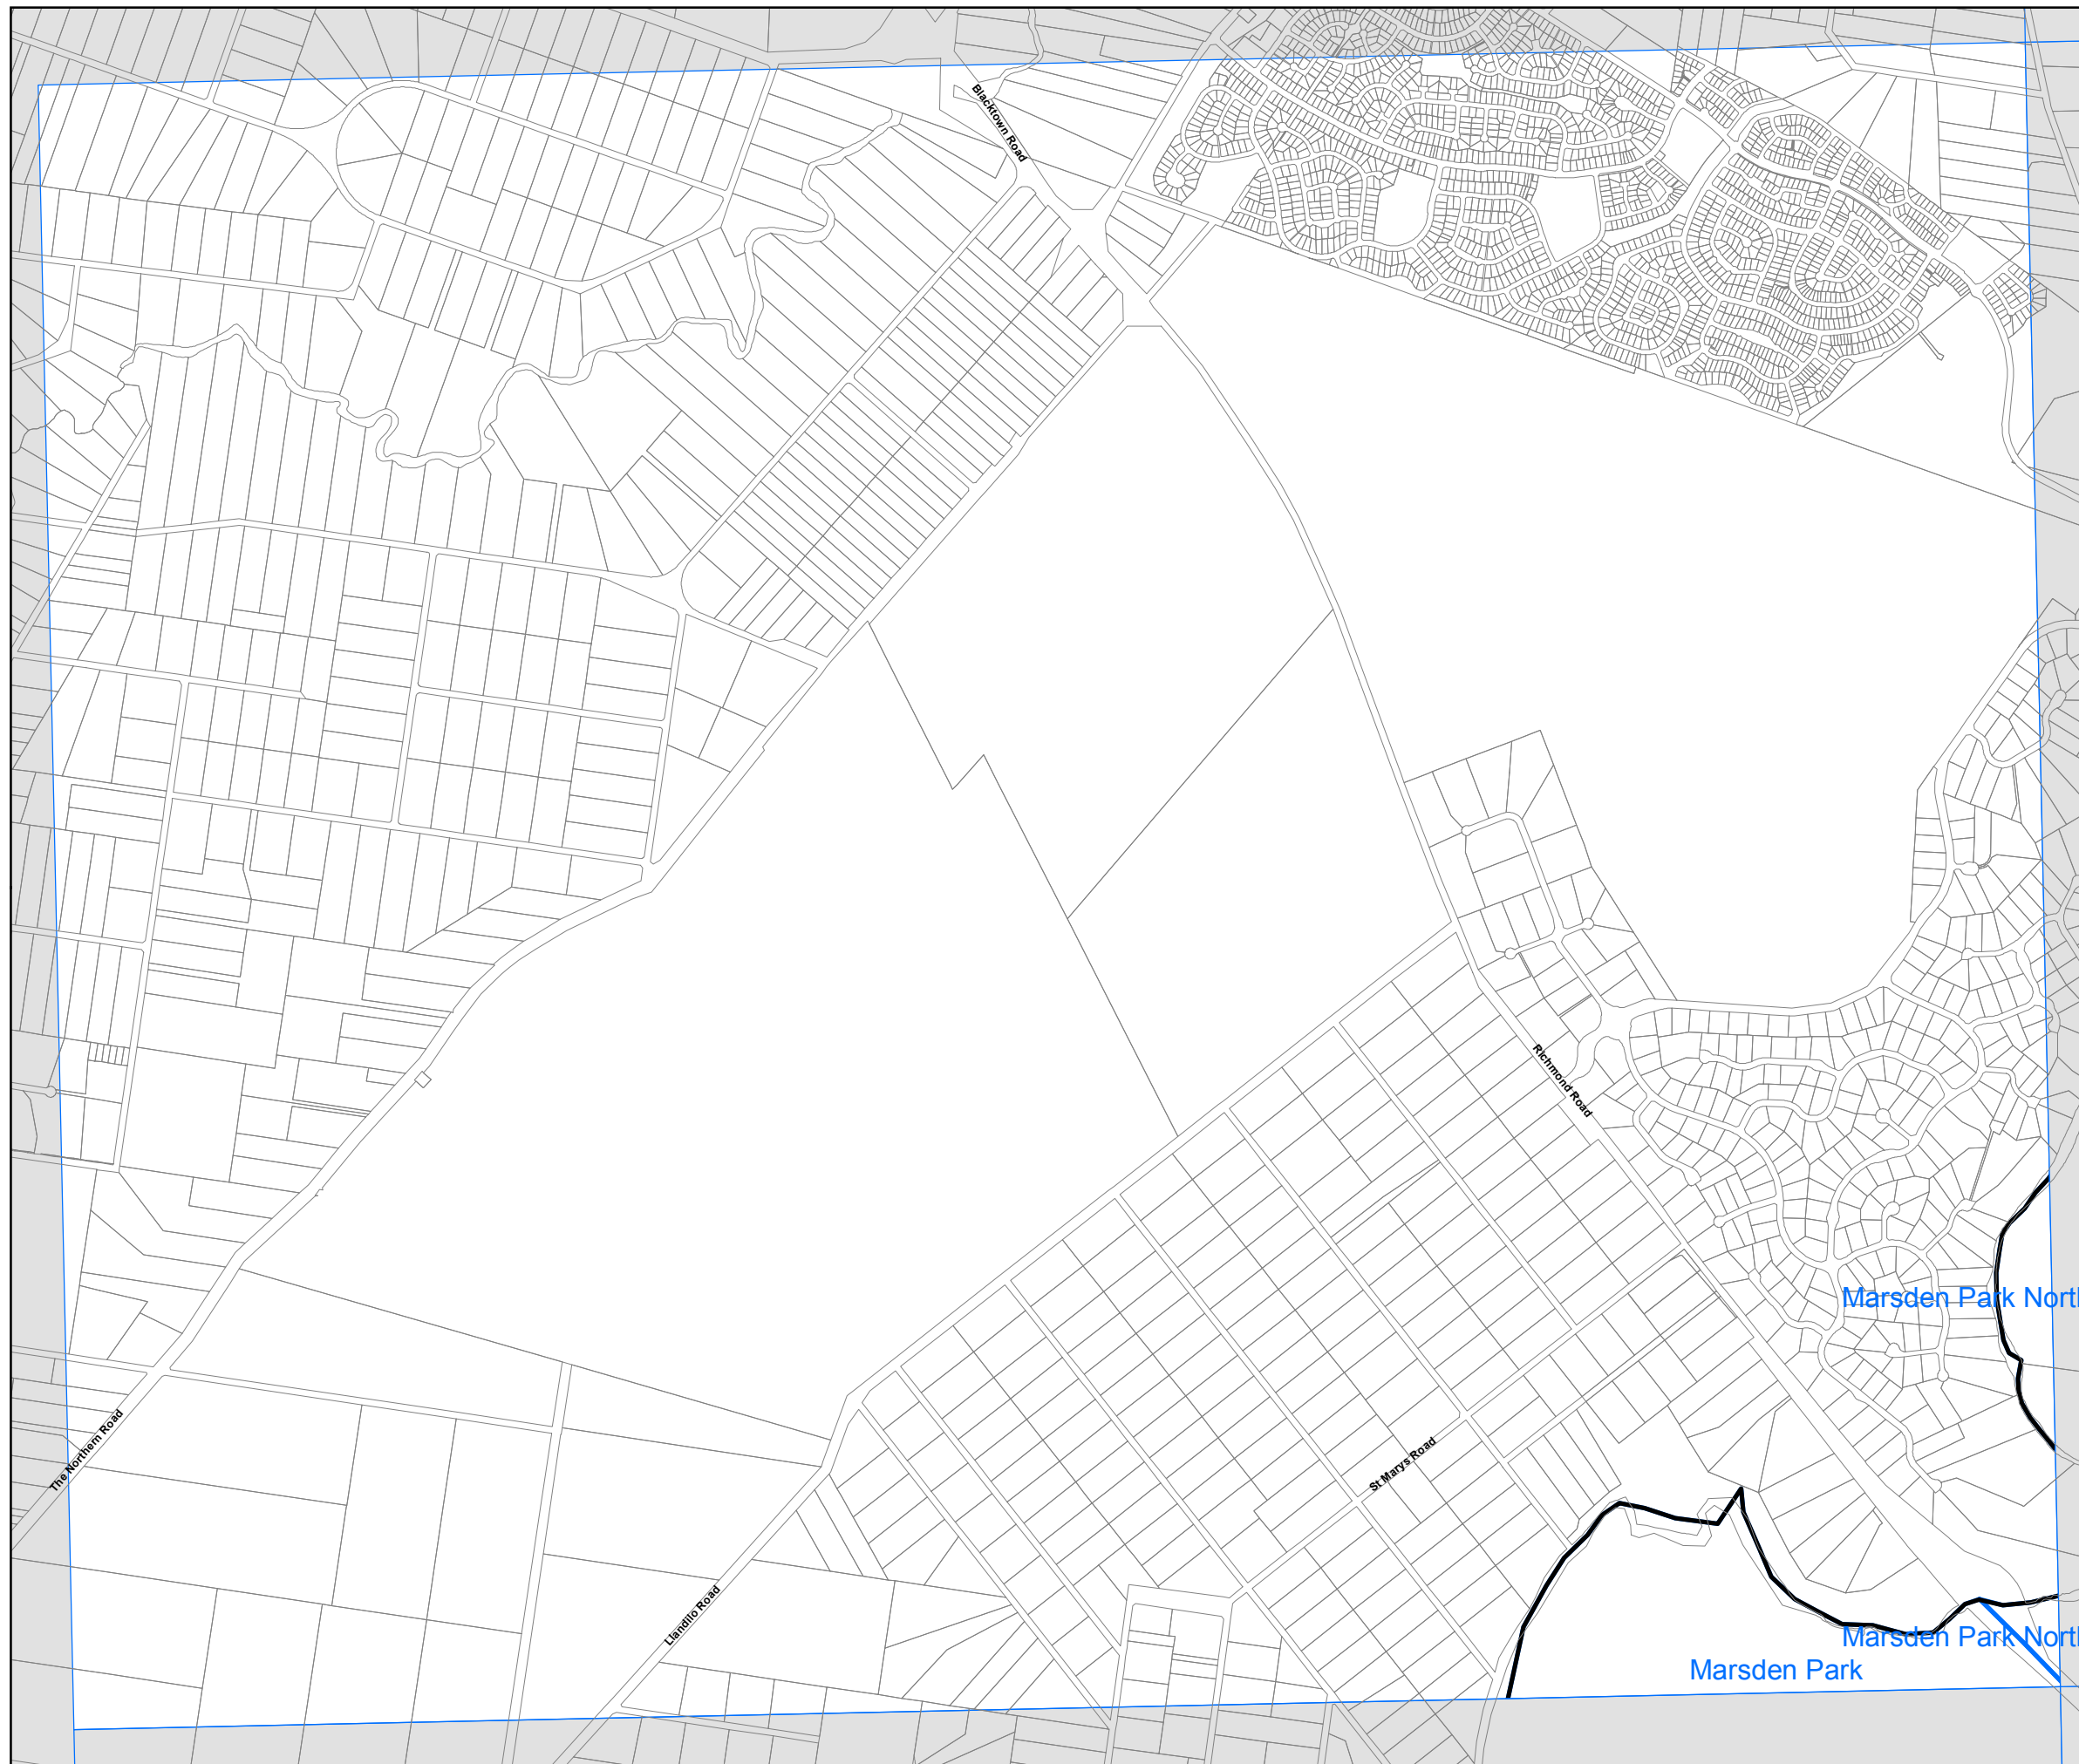 Blacktown Road
Richmond Road
Marsden Park North
The Northern Road
St Marys Road
Llandilo Road
Marsden Park North
Marsden Park